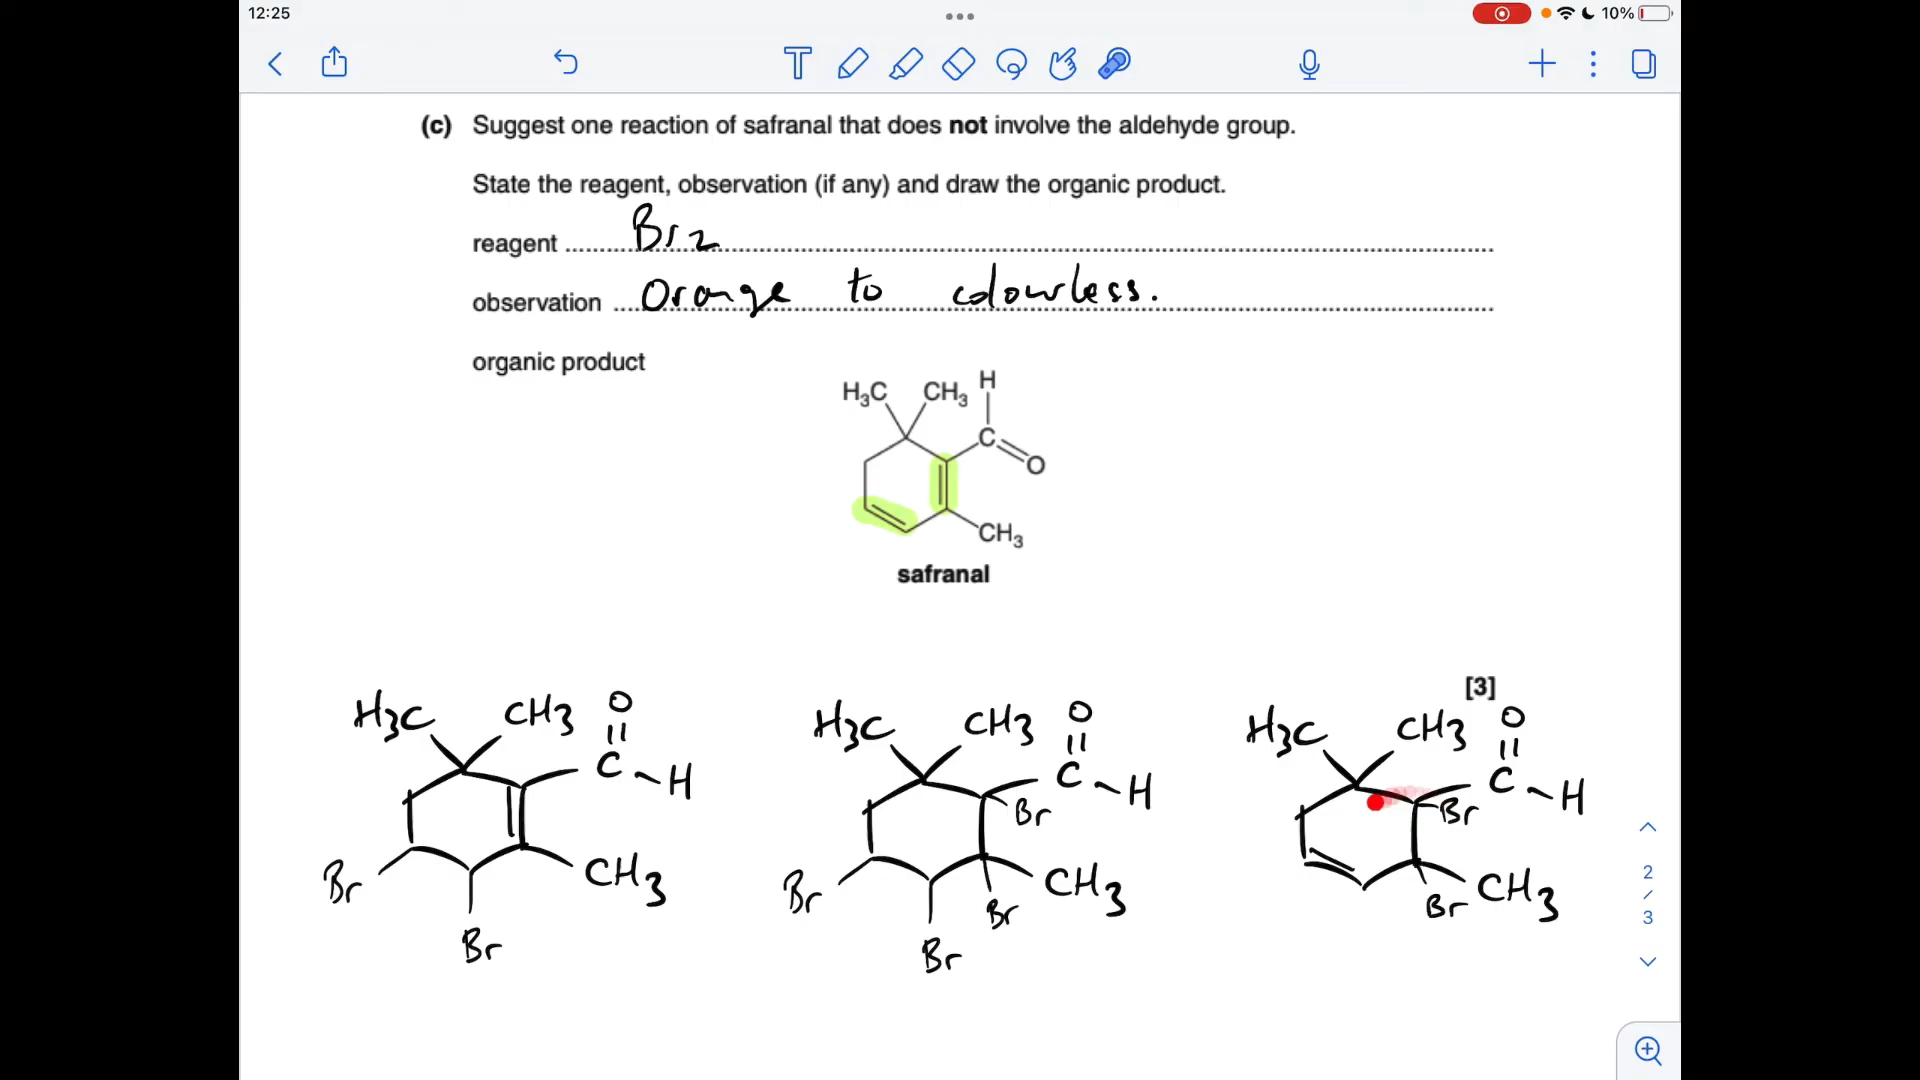 12:25
10%
(c) Suggest one reaction of safranal that does not involve the aldehyde group.
State the reagent, observation (if any) and draw the organic product.
reagent Br2
observation Orange to colourless.
organic product
H3C CH3 H
C
O
CH3
safranal
[3]
H3C CH3 O
C H
Br CH3
Br
H3C CH3 O
C H
Br
Br CH3
Br
Br
H3C CH3 O
C H
Br
Br CH3
2
/
3